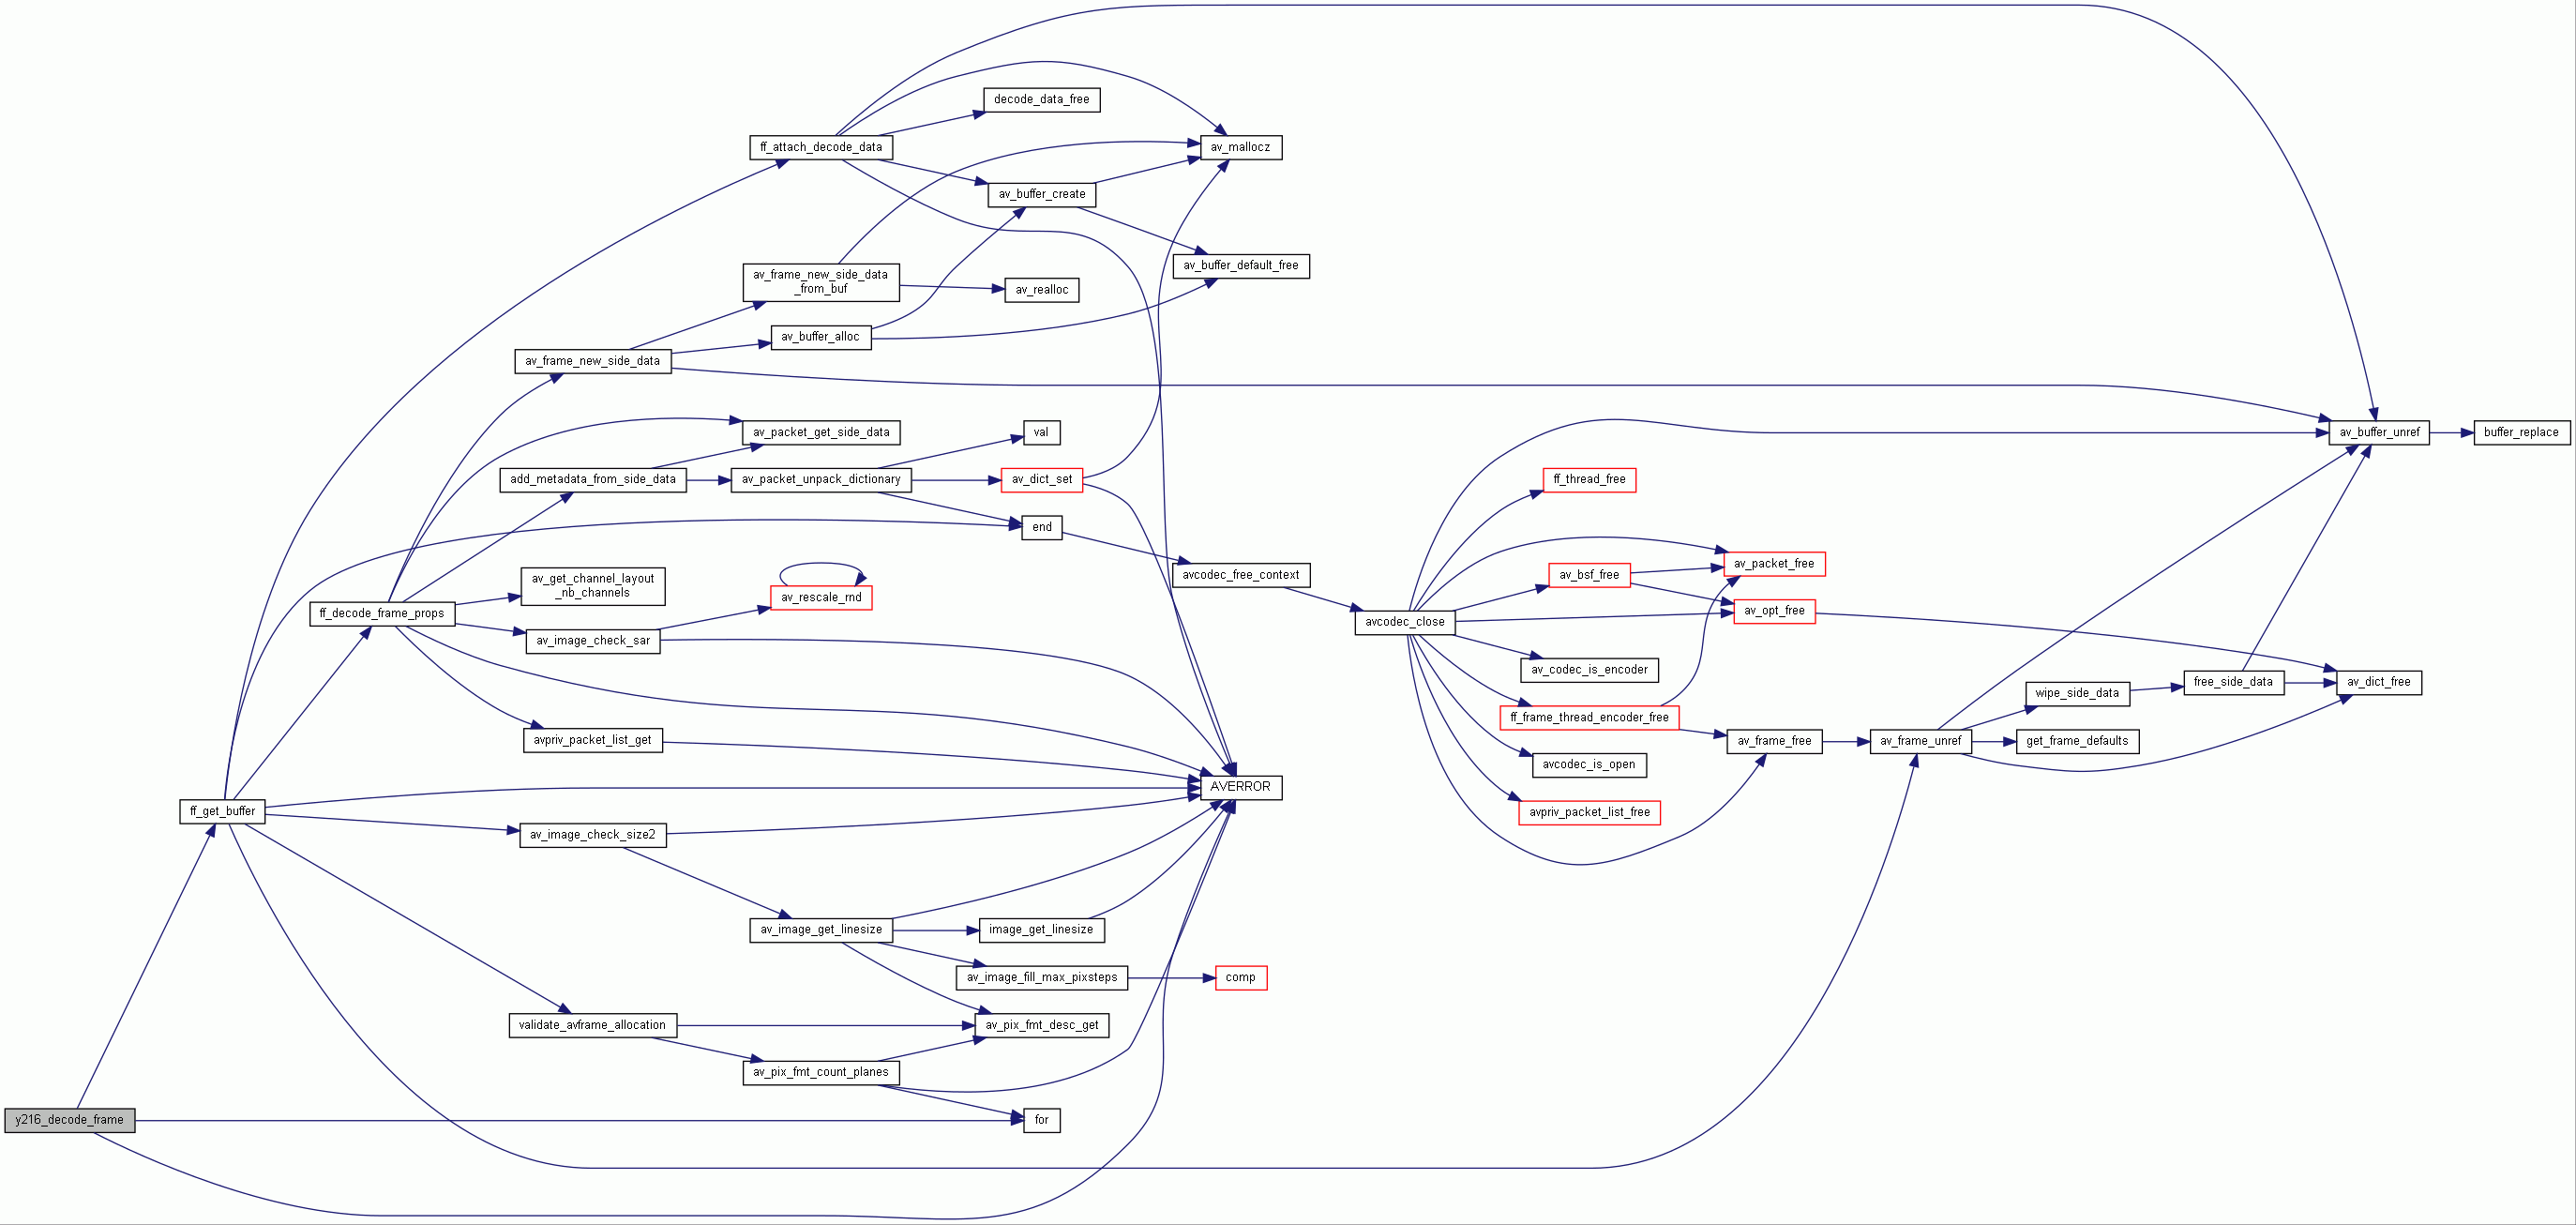 decode_data_free
ff_attach_decode_data
av_mallocz
av_buffer_create
av_buffer_default_free
av_frame_new_side_data
_from_buf
av_realloc
av_buffer_alloc
av_frame_new_side_data
av_packet_get_side_data
val
av_buffer_unref
buffer_replace
add_metadata_from_side_data
av_packet_unpack_dictionary
av_dict_set
ff_thread_free
end
av_get_channel_layout
_nb_channels
av_rescale_rnd
avcodec_free_context
av_bsf_free
av_packet_free
ff_decode_frame_props
av_image_check_sar
avcodec_close
av_opt_free
av_codec_is_encoder
wipe_side_data
free_side_data
av_dict_free
ff_frame_thread_encoder_free
avpriv_packet_list_get
av_frame_free
av_frame_unref
get_frame_defaults
avcodec_is_open
AVERROR
ff_get_buffer
avpriv_packet_list_free
av_image_check_size2
av_image_get_linesize
image_get_linesize
av_image_fill_max_pixsteps
comp
validate_avframe_allocation
av_pix_fmt_desc_get
av_pix_fmt_count_planes
y216_decode_frame
for